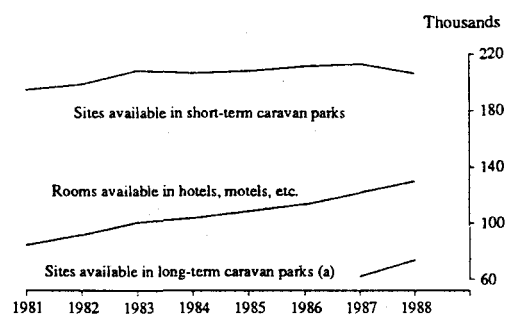 Thousands
220
Sites available in short-term caravan parks
180
140
Rooms available in hotels, motels, etc.
100
Sites available in long-term caravan parks (a)
60
1981 1982 1983 1984 1985 1986 1987 1988